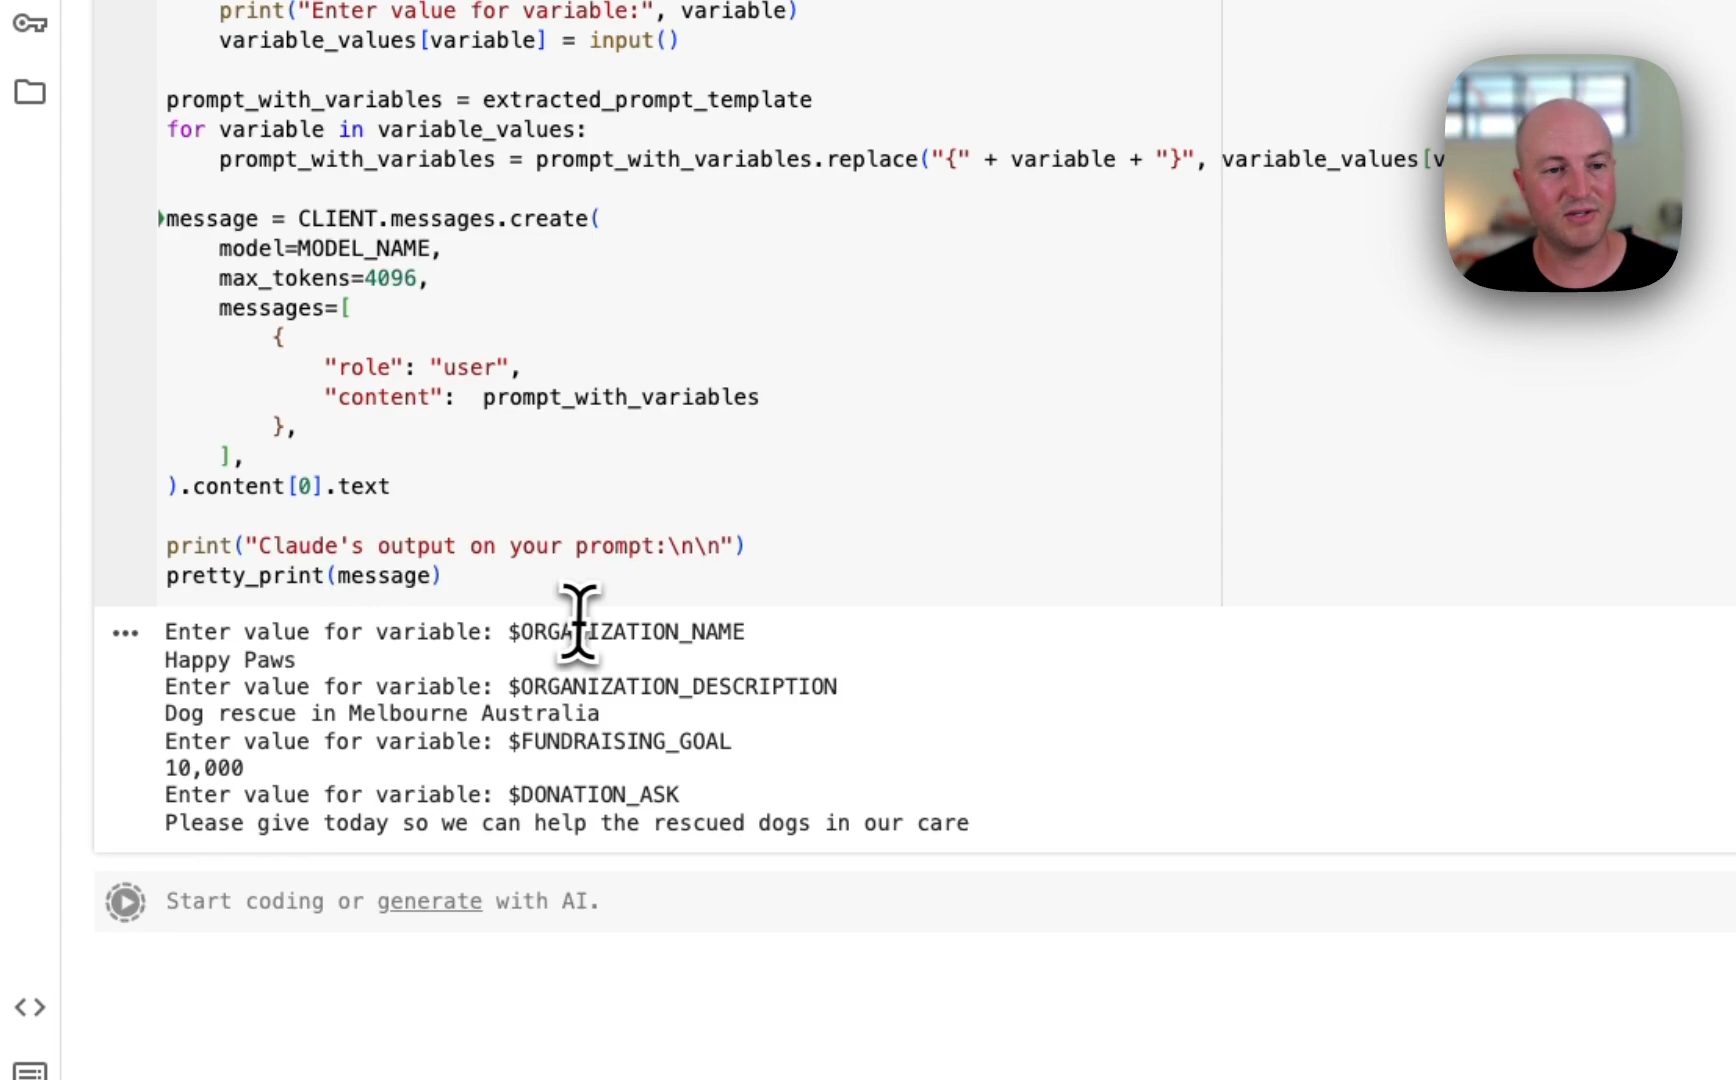 print("Enter value for variable:", variable)
variable_values[variable] = input()
prompt_with_variables = extracted_prompt_template
for variable in variable_values:
prompt_with_variables = prompt_with_variables.replace("{" + variable + "}", variable_values[v
message = CLIENT.messages.create(
model=MODEL_NAME,
max_tokens=4096,
messages=[
{
"role": "user",
"content":  prompt_with_variables
},
],
).content[0].text
print("Claude's output on your prompt:\n\n")
pretty_print(message)
Enter value for variable: $ORGANIZATION_NAME
Happy Paws
Enter value for variable: $ORGANIZATION_DESCRIPTION
Dog rescue in Melbourne Australia
Enter value for variable: $FUNDRAISING_GOAL
10,000
Enter value for variable: $DONATION_ASK
Please give today so we can help the rescued dogs in our care
Start coding or generate with AI.